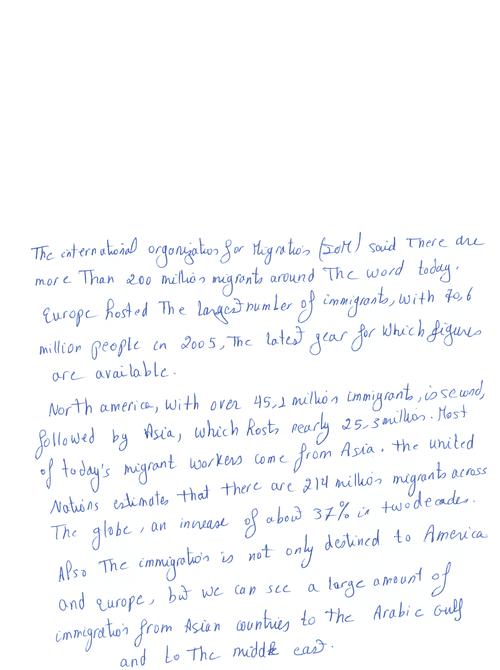 The international organization for Migration (IOM) said There are
more Than 200 million migrants around The word today.
Europe hosted The largest number of immigrants, with 70,6
million people in 2005, The latest year for which figures
are available.
North america, with over 45,1 million immigrants, is second,
followed by Asia, which hosts nearly 25,3 million. Most
of today's migrant workers come from Asia. the united
Nations estimates that there are 214 million migrants across
The globe, an increase of about 37% in two decades.
Also The immigration is not only destined to America
and europe, but we can see a large amount of
immigration from Asian countries to the Arabic Gulf
and to The middle east.